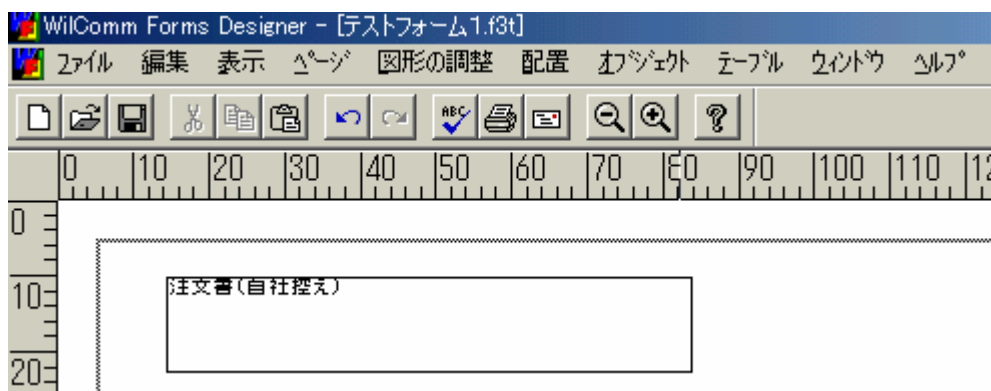 WilComm Forms Designer - [テストフォーム1.f3t]
ファイル 編集 表示 ページ 図形の調整 配置 オブジェクト テーブル ウィンドウ ヘルプ
ABC
0 10 20 30 40 50 60 70 80 90 100 110 12
0
注文書(自社控え)
10
20